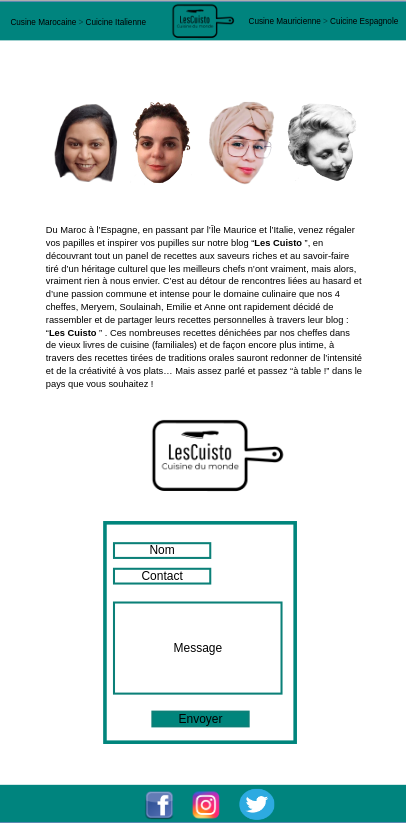 Cusine Marocaine > Cuicine Italienne
LesCuisto
Cuisine du monde
Cusine Mauricienne > Cuicine Espagnole
Du Maroc à l’Espagne, en passant par l’Île Maurice et l’Italie, venez régaler
vos papilles et inspirer vos pupilles sur notre blog “Les Cuisto ”, en
découvrant tout un panel de recettes aux saveurs riches et au savoir-faire
tiré d’un héritage culturel que les meilleurs chefs n’ont vraiment, mais alors,
vraiment rien à nous envier. C’est au détour de rencontres liées au hasard et
d’une passion commune et intense pour le domaine culinaire que nos 4
cheffes, Meryem, Soulainah, Emilie et Anne ont rapidement décidé de
rassembler et de partager leurs recettes personnelles à travers leur blog :
“Les Cuisto ” . Ces nombreuses recettes dénichées par nos cheffes dans
de vieux livres de cuisine (familiales) et de façon encore plus intime, à
travers des recettes tirées de traditions orales sauront redonner de l’intensité
et de la créativité à vos plats… Mais assez parlé et passez “à table !” dans le
pays que vous souhaitez !
LesCuisto
Cuisine du monde
Nom
Contact
Message
Envoyer